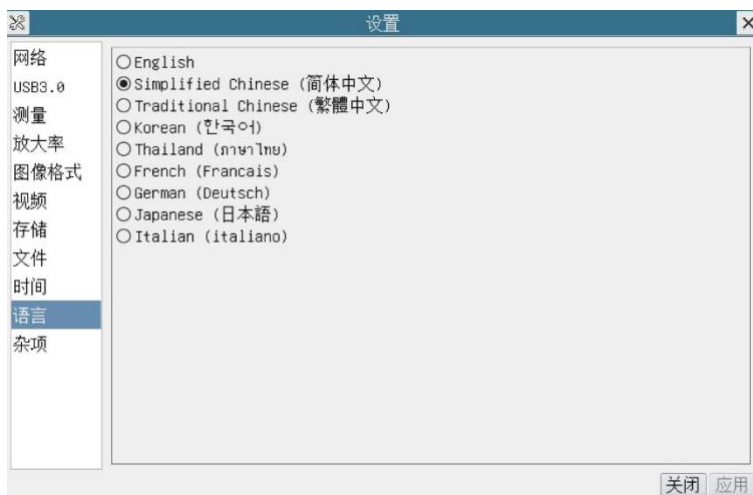 设置
网络
USB3.0
测量
放大率
图像格式
视频
存储
文件
时间
语言
杂项
English
Simplified Chinese (简体中文)
Traditional Chinese (繁體中文)
Korean (한국어)
Thailand (ภาษาไทย)
French (Francais)
German (Deutsch)
Japanese (日本語)
Italian (italiano)
关闭 应用